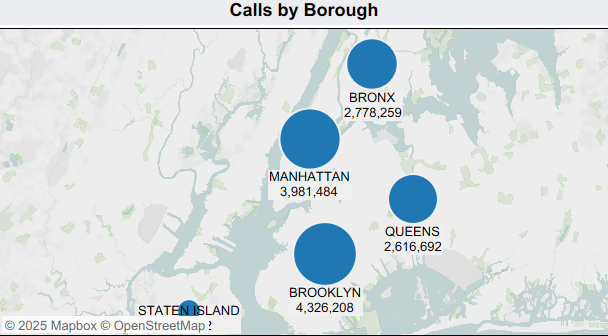 Calls by Borough
BRONX
2,778,259
MANHATTAN
3,981,484
QUEENS
2,616,692
BROOKLYN
4,326,208
STATEN ISLAND
© 2025 Mapbox © OpenStreetMap